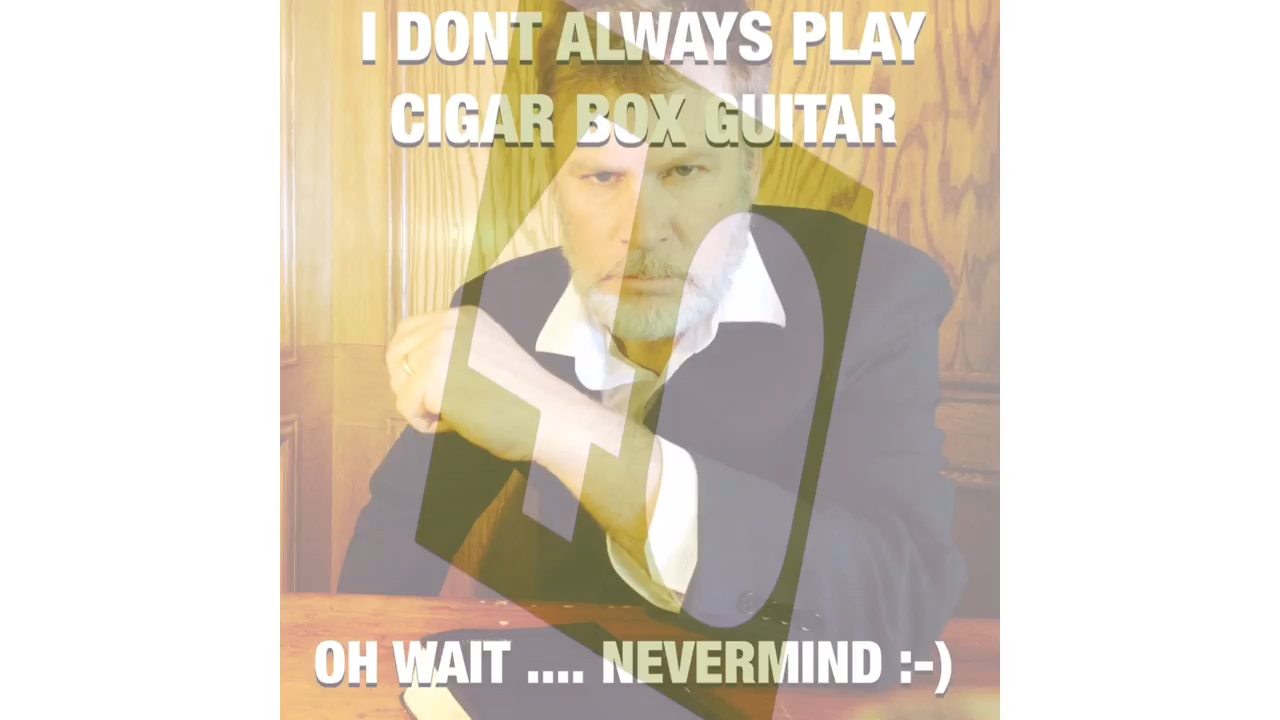 I DONT ALWAYS PLAY
CIGAR BOX GUITAR
OH WAIT .... NEVERMIND :-)